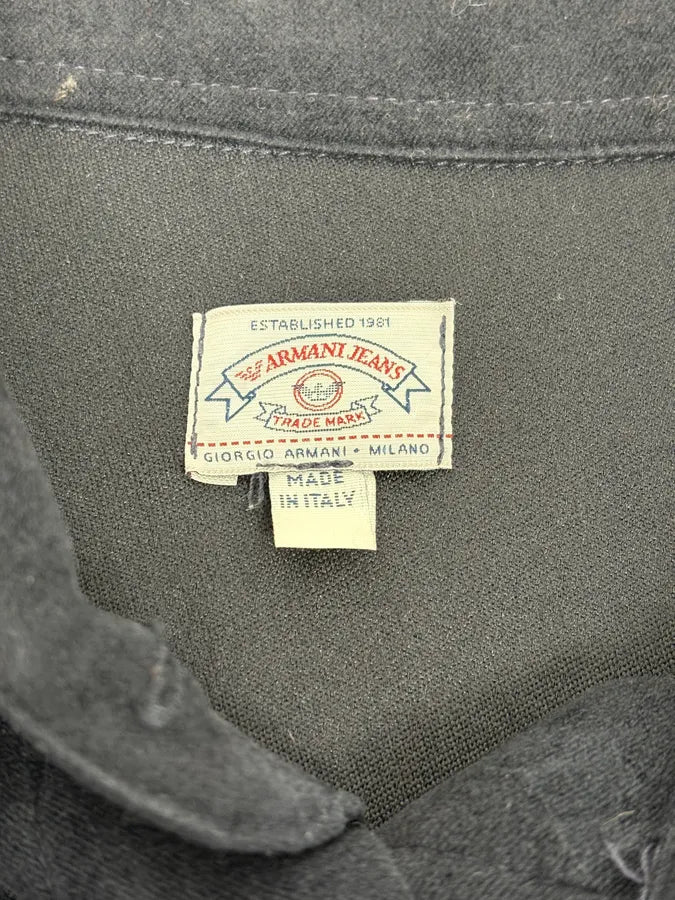 ESTABLISHED 1981
ARMANI JEANS
TRADE MARK
GIORGIO ARMANI • MILANO
MADE
IN ITALY